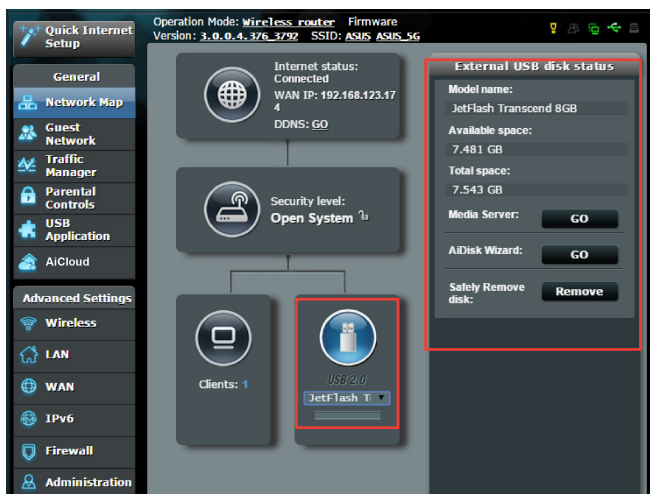 Quick Internet
Setup
Operation Mode: Wireless router Firmware
Version: 3.0.0.4.376_3792 SSID: ASUS ASUS_5G
General
Network Map
Guest
Network
Traffic
Manager
Parental
Controls
USB
Application
AiCloud
Advanced Settings
Wireless
LAN
WAN
IPv6
Firewall
Administration
Internet status:
Connected
WAN IP: 192.168.123.17
4
DDNS: GO
Security level:
Open System
Clients: 1
USB 2.0
JetFlash T
External USB disk status
Model name:
JetFlash Transcend 8GB
Available space:
7.481 GB
Total space:
7.543 GB
Media Server: GO
AiDisk Wizard: GO
Safely Remove
disk:
Remove